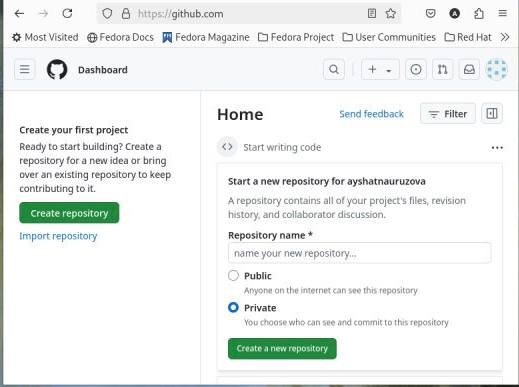 https://github.com
A
Most Visited Fedora Docs Fedora Magazine Fedora Project User Communities Red Hat
Dashboard
Create your first project
Ready to start building? Create a
repository for a new idea or bring
over an existing repository to keep
contributing to it.
Create repository
Import repository
Home
Send feedback
Filter
Start writing code
Start a new repository for ayshatnauruzova
A repository contains all of your project's files, revision
history, and collaborator discussion.
Repository name *
name your new repository...
Public
Anyone on the internet can see this repository
Private
You choose who can see and commit to this repository
Create a new repository